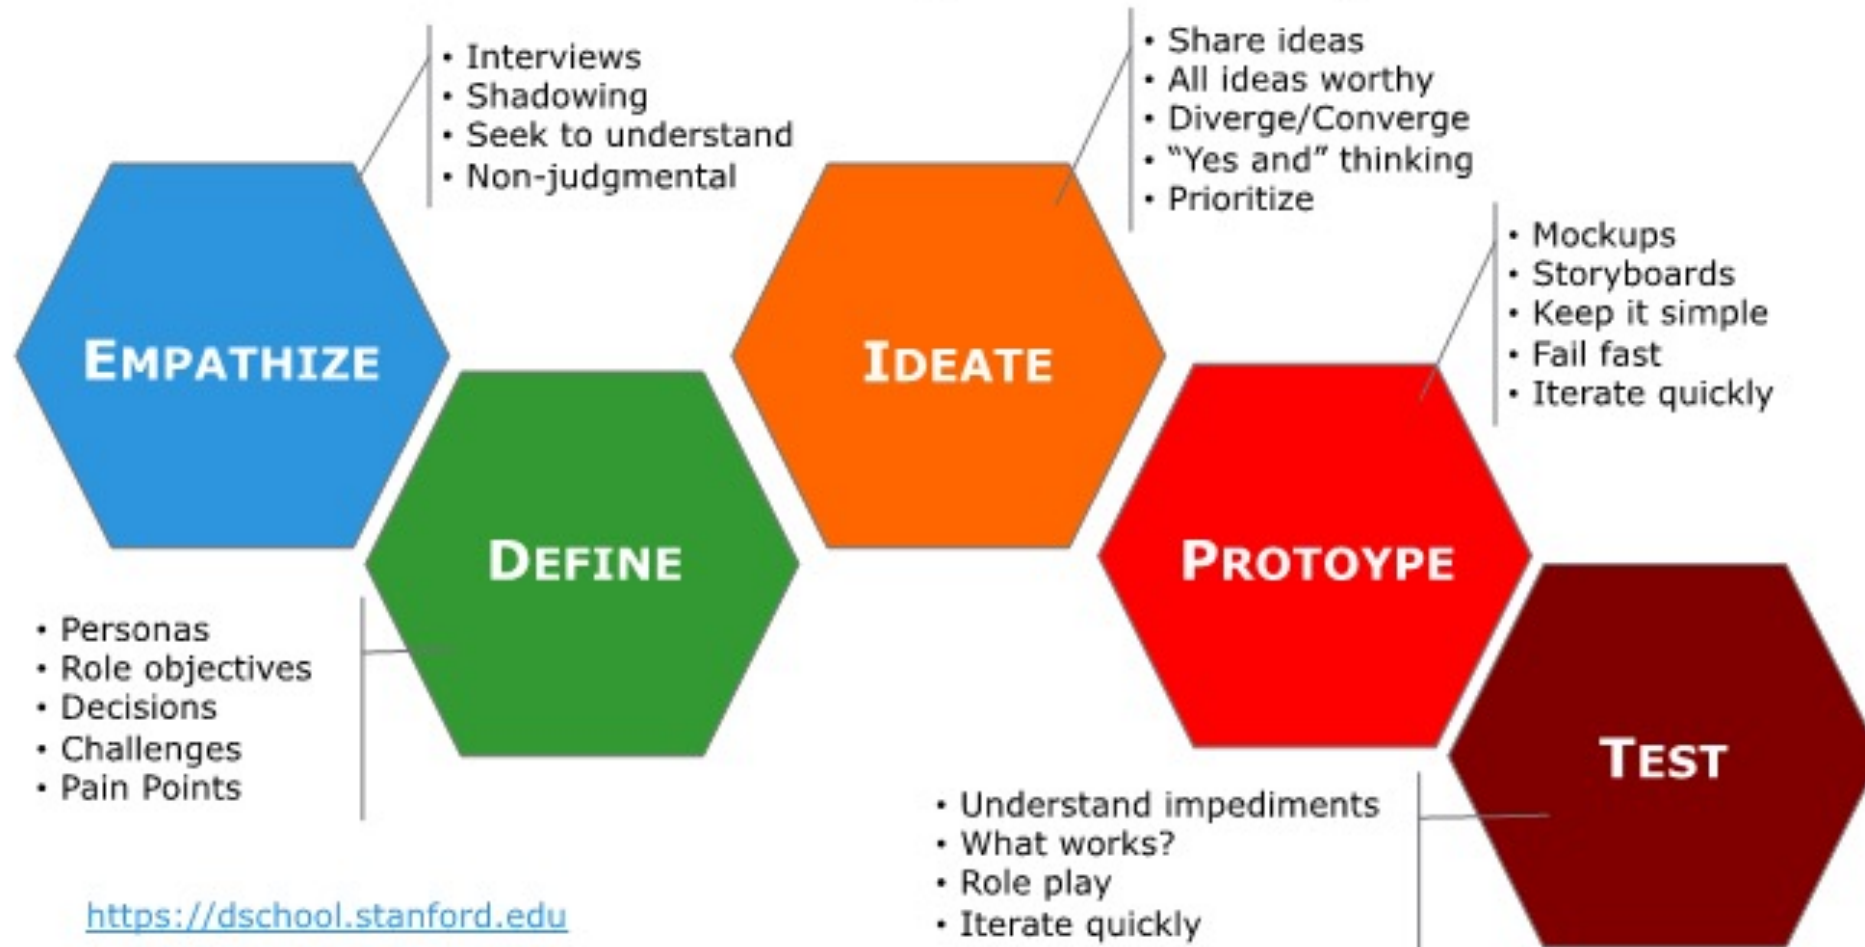 • Interviews
• Shadowing
• Seek to understand
• Non-judgmental
EMPATHIZE
• Personas
• Role objectives
• Decisions
• Challenges
• Pain Points
DEFINE
• Share ideas
• All ideas worthy
• Diverge/Converge
• “Yes and” thinking
• Prioritize
IDEATE
• Mockups
• Storyboards
• Keep it simple
• Fail fast
• Iterate quickly
PROTOYPE
• Understand impediments
• What works?
• Role play
• Iterate quickly
TEST
https://dschool.stanford.edu